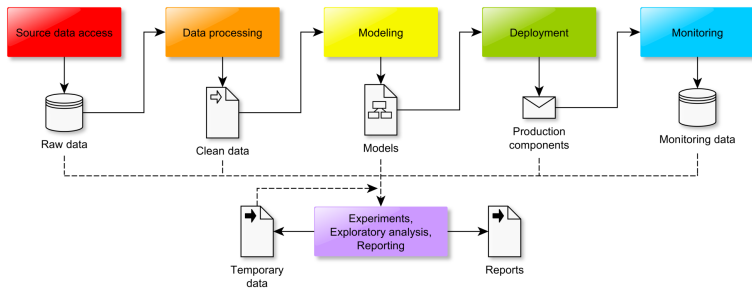 Source data access
Data processing
Modeling
Deployment
Monitoring
Raw data
Clean data
Models
Production
components
Monitoring data
Experiments,
Exploratory analysis,
Reporting
Temporary
data
Reports